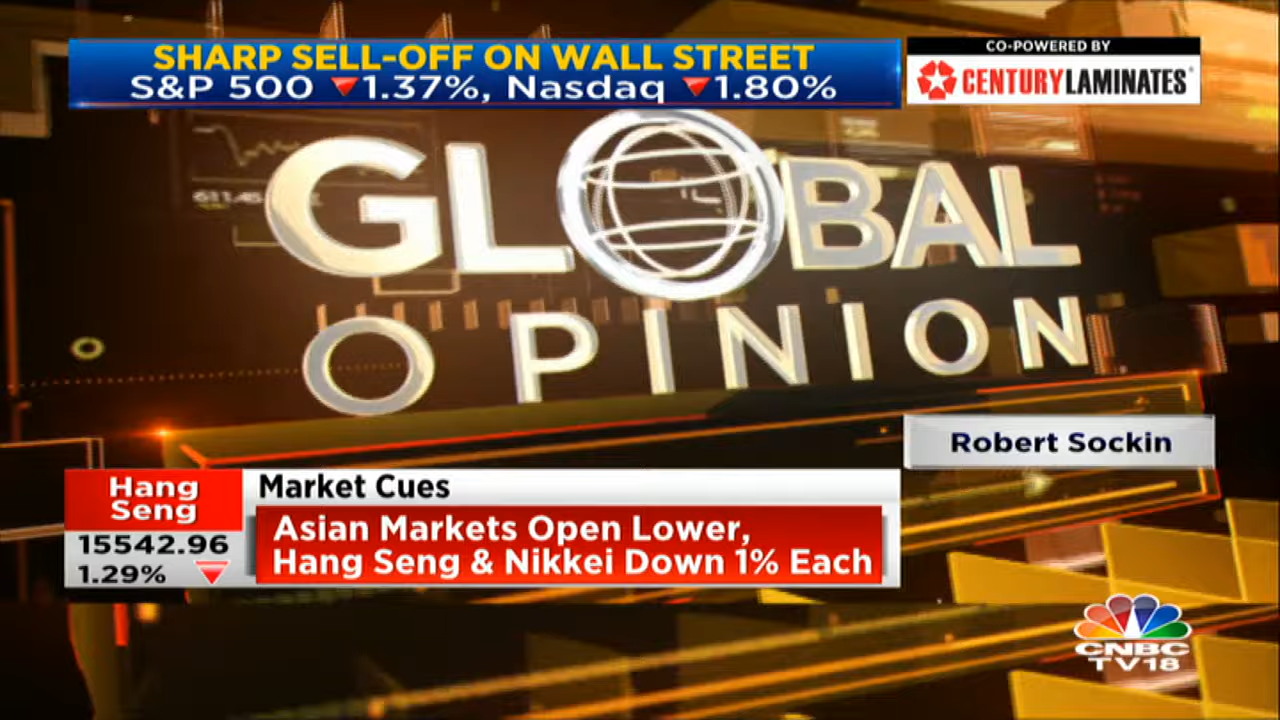 SHARP SELL-OFF ON WALL STREET
S&P 500 ▼1.37%, Nasdaq ▼1.80%
CO-POWERED BY
CENTURYLAMINATES®
GLOBAL
OPINION
Robert Sockin
Hang
Seng
15542.96
1.29% ▼
Market Cues
Asian Markets Open Lower,
Hang Seng & Nikkei Down 1% Each
CNBC
TV18